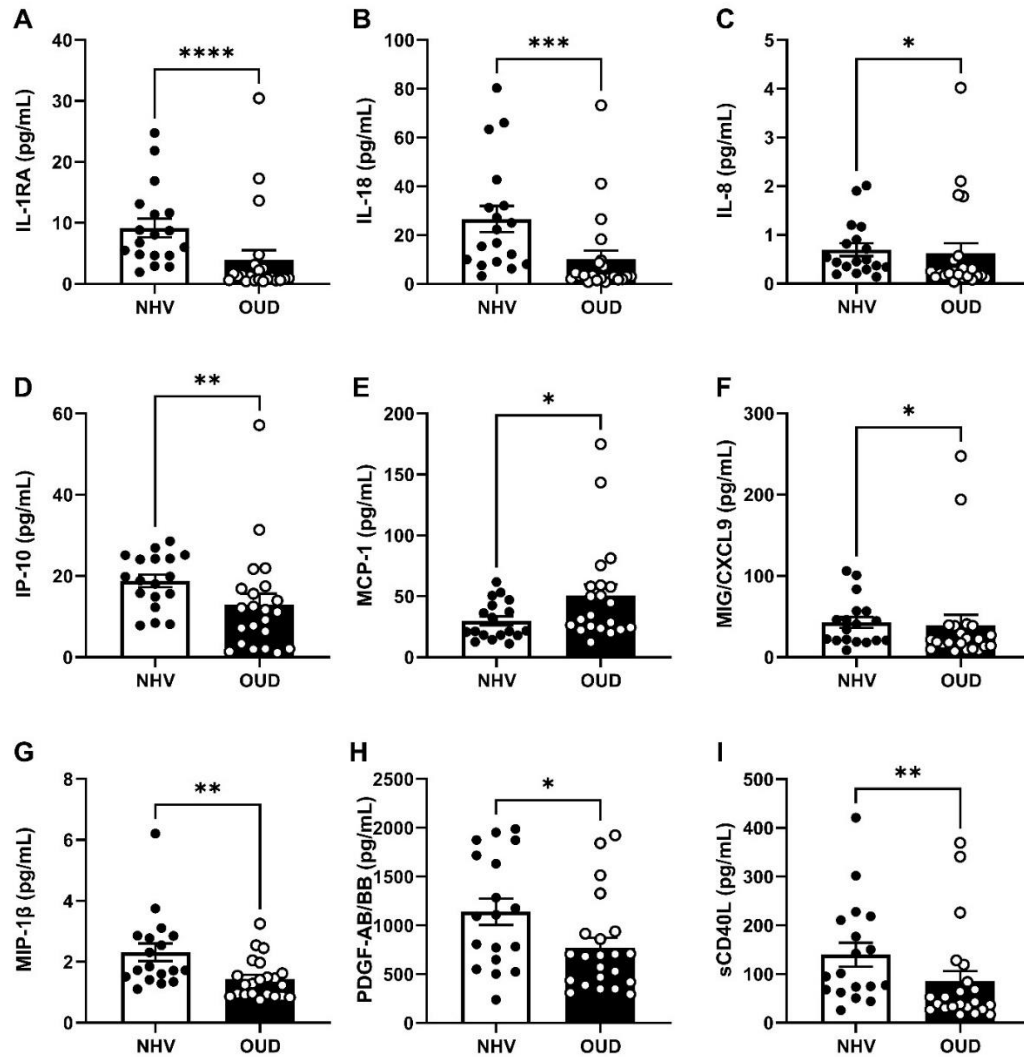 A B C
**** *** *
IL-1RA (pg/mL)
40
30
20
10
0
NHV OUD
IL-18 (pg/mL)
100
80
60
40
20
0
NHV OUD
IL-8 (pg/mL)
5
4
3
2
1
0
NHV OUD
D E F
** * *
IP-10 (pg/mL)
60
40
20
0
NHV OUD
MCP-1 (pg/mL)
200
150
100
50
0
NHV OUD
MIG/CXCL9 (pg/mL)
300
200
100
0
NHV OUD
G H I
** * **
MIP-1β (pg/mL)
8
6
4
2
0
NHV OUD
PDGF-AB/BB (pg/mL)
2500
2000
1500
1000
500
0
NHV OUD
sCD40L (pg/mL)
500
400
300
200
100
0
NHV OUD